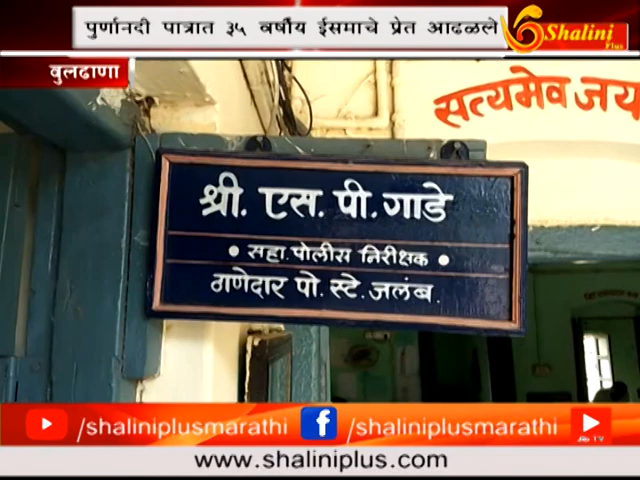 पुर्णानदी पात्रात ३५ वर्षीय ईसमाचे प्रेत आढळले
Shalini
Plus
बुलढाणा
सत्यमेव जय
श्री. एस. पी. गाडे
• सहा. पोलीस निरीक्षक •
ठाणेदार पो. स्टे. जलंब.
/shaliniplusmarathi
/shaliniplusmarathi
www.shaliniplus.com